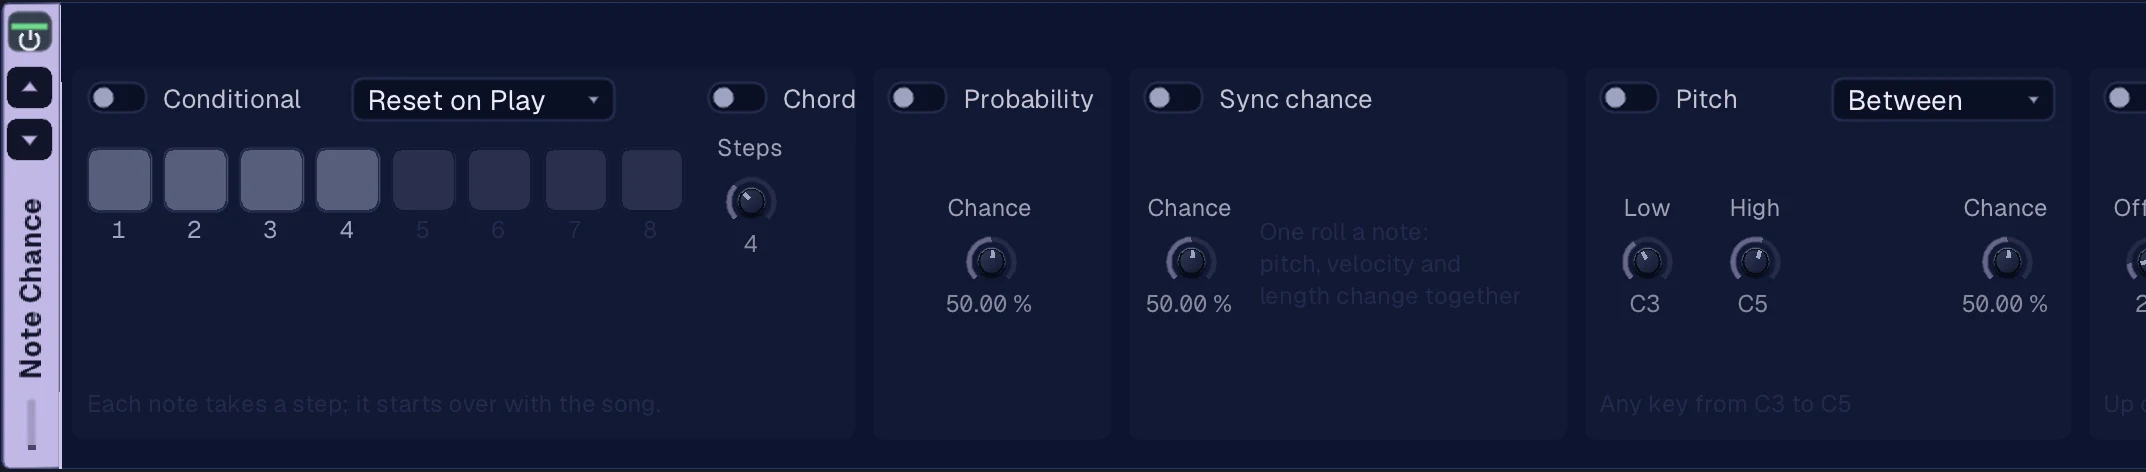 Note Chance
Conditional
Reset on Play
Chord
Steps
4
1 2 3 4 5 6 7 8
Each note takes a step; it starts over with the song.
Probability
Chance
50.00 %
Sync chance
Chance
50.00 %
One roll a note:
pitch, velocity and
length change together
Pitch
Between
Low
C3
High
C5
Chance
50.00 %
Any key from C3 to C5
Off
2
Up